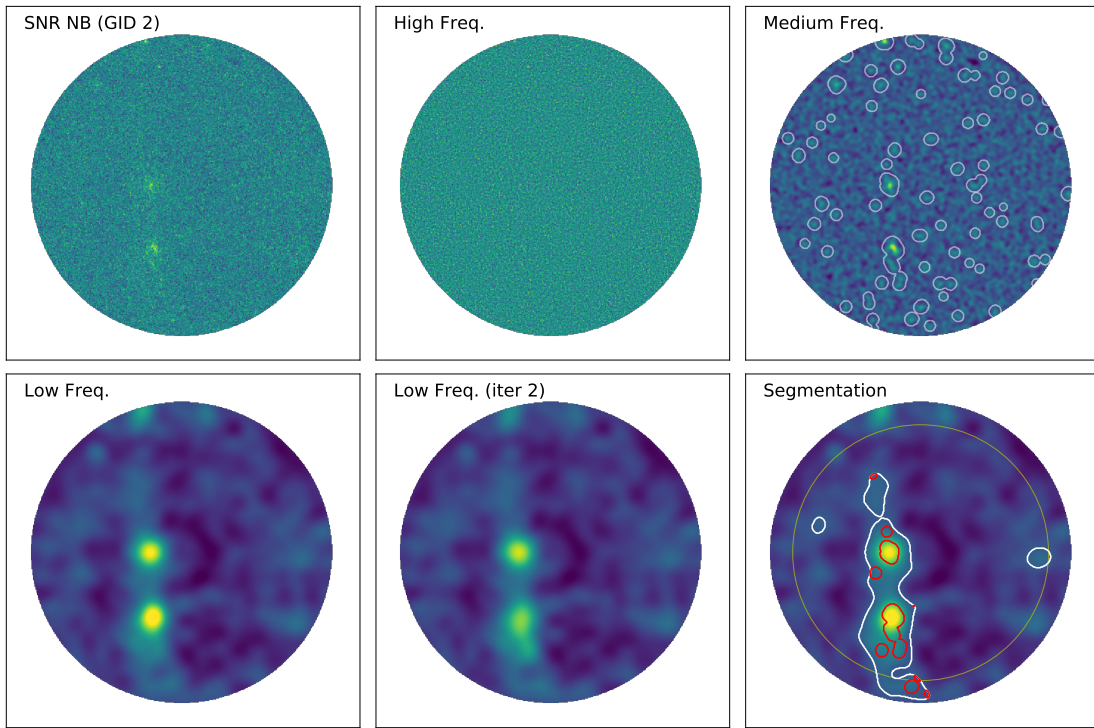 SNR NB (GID 2)
High Freq.
Medium Freq.
Low Freq.
Low Freq. (iter 2)
Segmentation